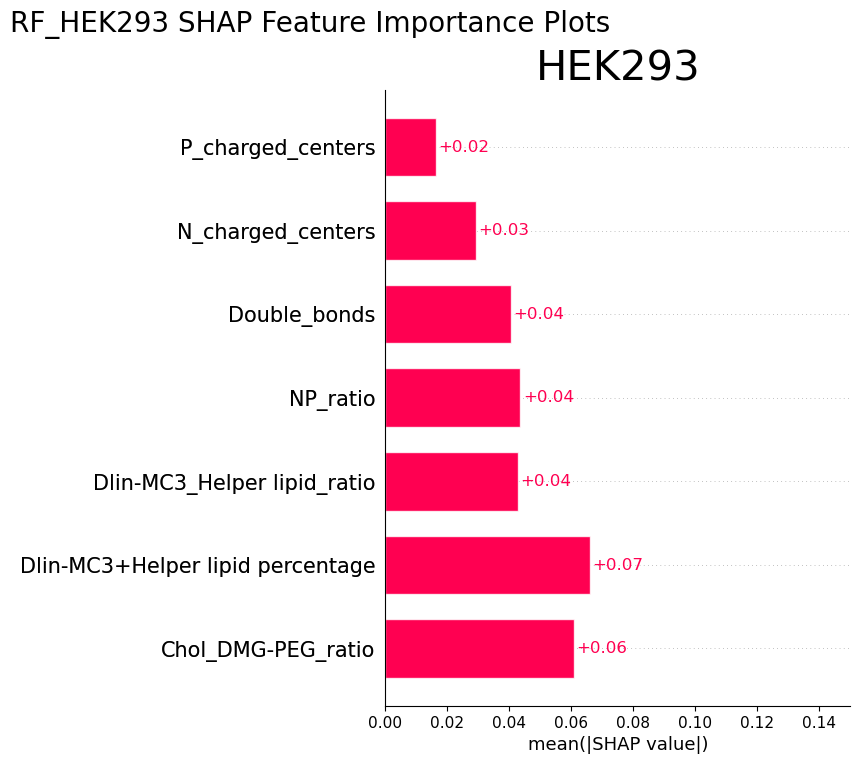 RF_HEK293 SHAP Feature Importance Plots
HEK293
P_charged_centers +0.02
N_charged_centers +0.03
Double_bonds +0.04
NP_ratio +0.04
Dlin-MC3_Helper lipid_ratio +0.04
Dlin-MC3+Helper lipid percentage +0.07
Chol_DMG-PEG_ratio +0.06
0.00 0.02 0.04 0.06 0.08 0.10 0.12 0.14
mean(|SHAP value|)